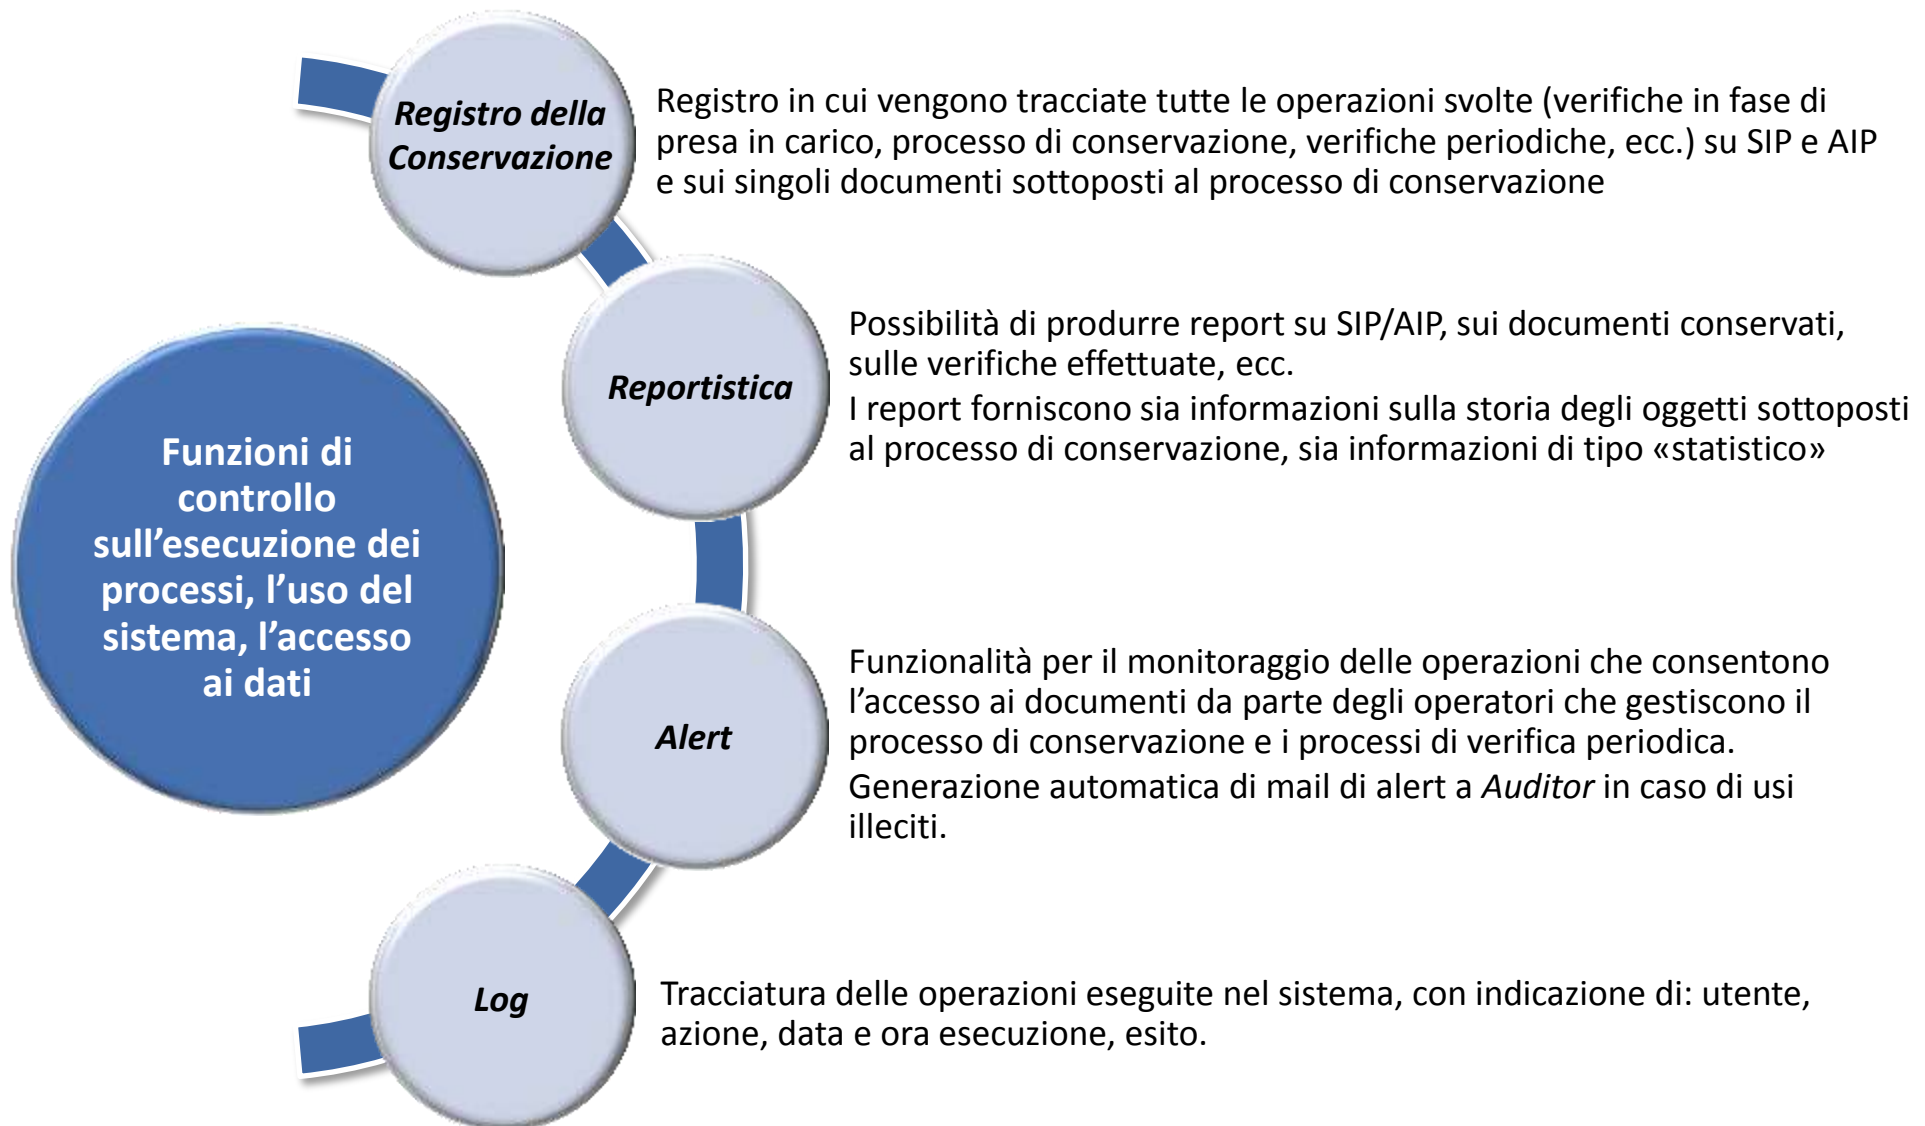 Registro della
Conservazione
Registro in cui vengono tracciate tutte le operazioni svolte (verifiche in fase di
presa in carico, processo di conservazione, verifiche periodiche, ecc.) su SIP e AIP
e sui singoli documenti sottoposti al processo di conservazione
Reportistica
Possibilità di produrre report su SIP/AIP, sui documenti conservati,
sulle verifiche effettuate, ecc.
I report forniscono sia informazioni sulla storia degli oggetti sottoposti
al processo di conservazione, sia informazioni di tipo «statistico»
Funzioni di
controllo
sull’esecuzione dei
processi, l’uso del
sistema, l’accesso
ai dati
Alert
Funzionalità per il monitoraggio delle operazioni che consentono
l’accesso ai documenti da parte degli operatori che gestiscono il
processo di conservazione e i processi di verifica periodica.
Generazione automatica di mail di alert a Auditor in caso di usi
illeciti.
Log
Tracciatura delle operazioni eseguite nel sistema, con indicazione di: utente,
azione, data e ora esecuzione, esito.